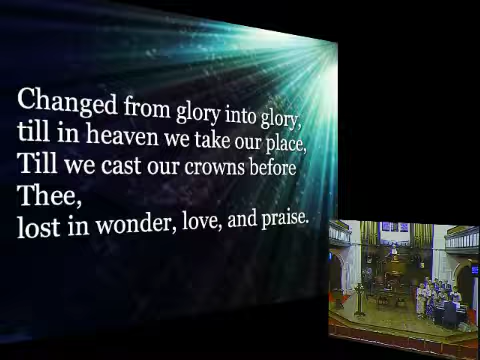 Changed from glory into glory,
till in heaven we take our place,
Till we cast our crowns before
Thee,
lost in wonder, love, and praise.